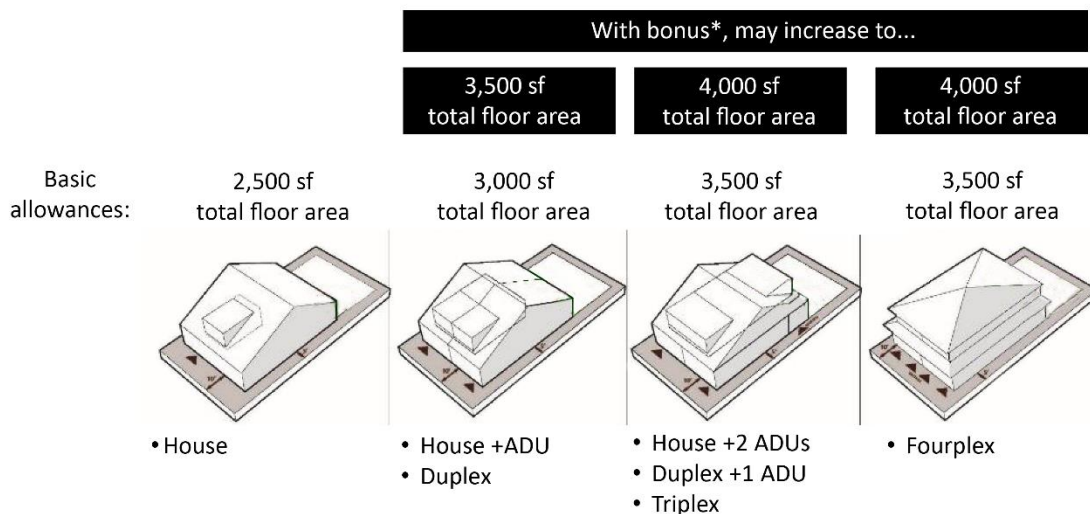 With bonus*, may increase to...
3,500 sf
total floor area
4,000 sf
total floor area
4,000 sf
total floor area
Basic
allowances:
2,500 sf
total floor area
3,000 sf
total floor area
3,500 sf
total floor area
3,500 sf
total floor area
• House
• House +ADU
• Duplex
• House +2 ADUs
• Duplex +1 ADU
• Triplex
• Fourplex